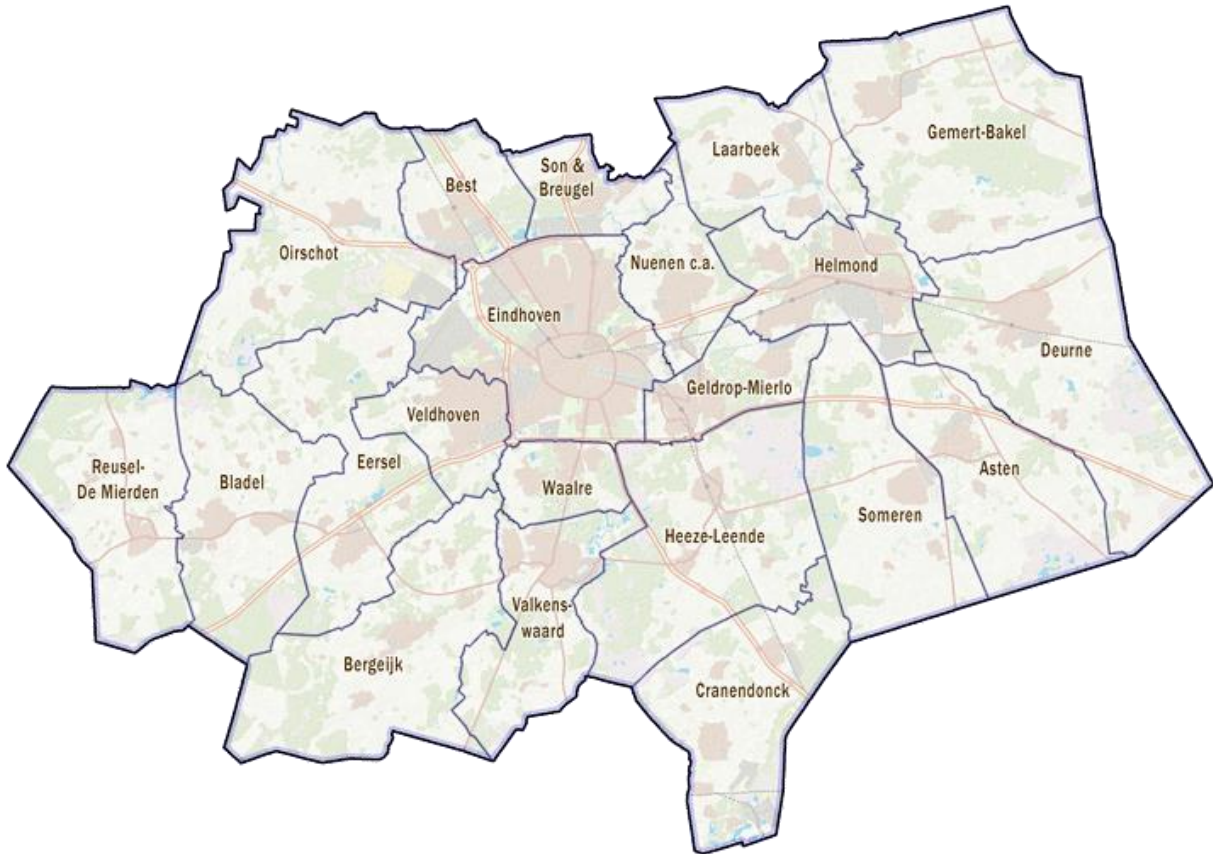 Gemert-Bakel
Laarbeek
Son &
Breugel
Best
Oirschot
Nuenen c.a.
Helmond
Eindhoven
Deurne
Geldrop-Mierlo
Veldhoven
Reusel-
De Mierden
Bladel
Eersel
Waalre
Asten
Someren
Heeze-Leende
Valkens-
waard
Bergeijk
Cranendonck